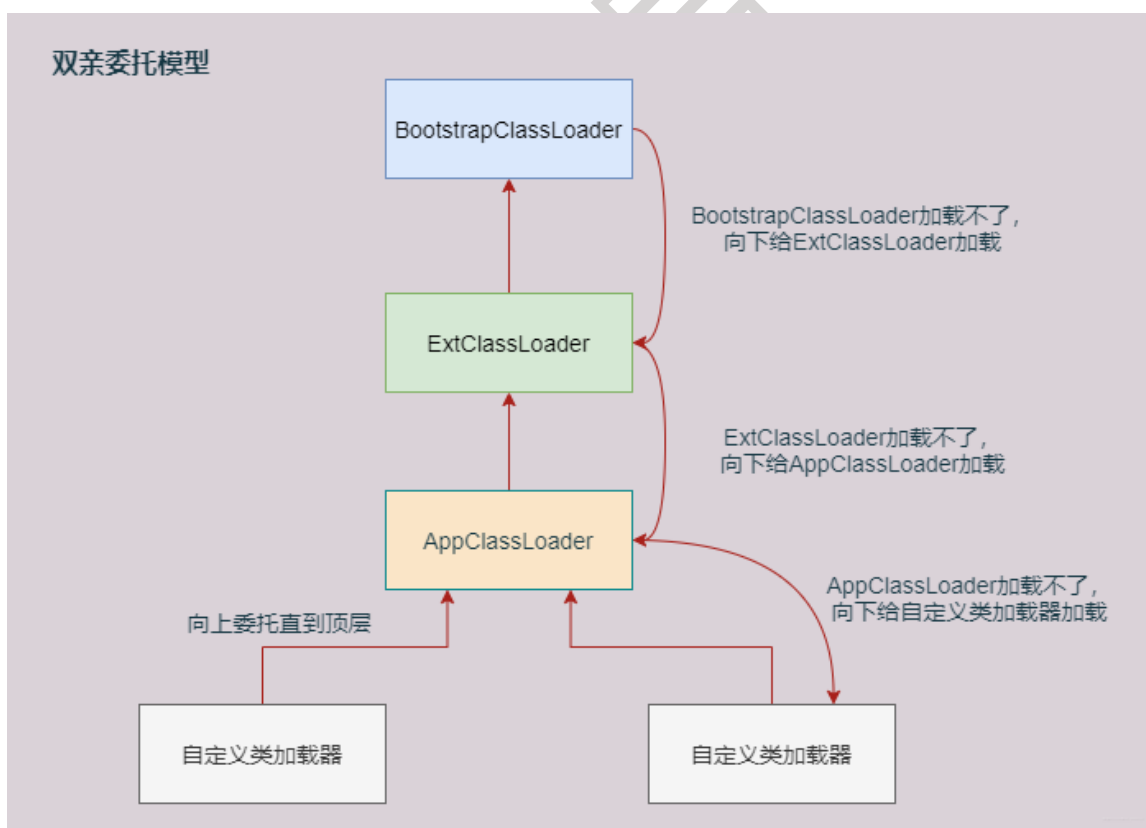 双亲委托模型
BootstrapClassLoader
BootstrapClassLoader加载不了，
向下给ExtClassLoader加载
ExtClassLoader
ExtClassLoader加载不了，
向下给AppClassLoader加载
AppClassLoader
AppClassLoader加载不了，
向下给自定义类加载器加载
向上委托直到顶层
自定义类加载器
自定义类加载器